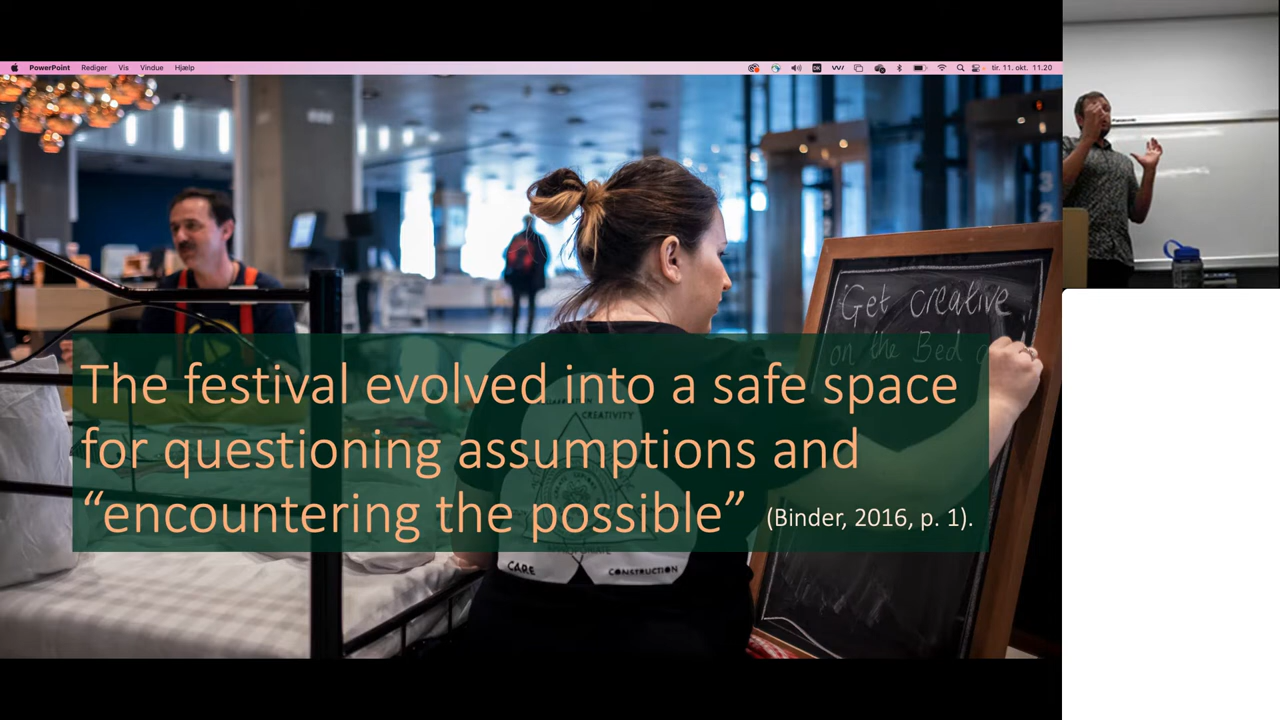 PowerPoint Rediger Vis Vindue Hjælp
tir. 11. okt. 11.20
Get creative
on the Bed
The festival evolved into a safe space
for questioning assumptions and
“encountering the possible” (Binder, 2016, p. 1).
CREATIVITY
CARE
CONSTRUCTION